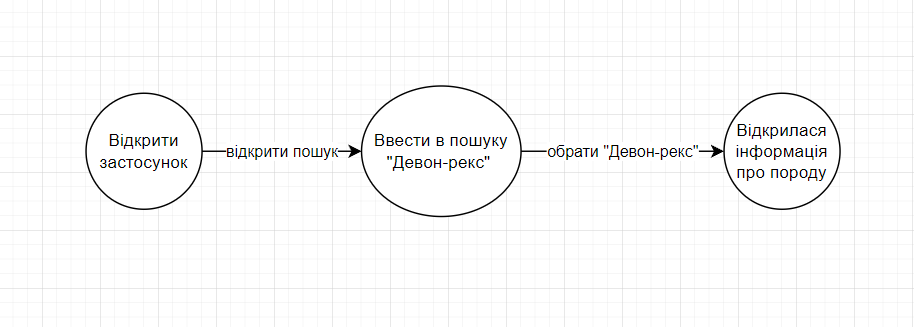 Відкрити
застосунок
відкрити пошук
Ввести в пошуку
"Девон-рекс"
обрати "Девон-рекс"
Відкрилася
інформація
про породу